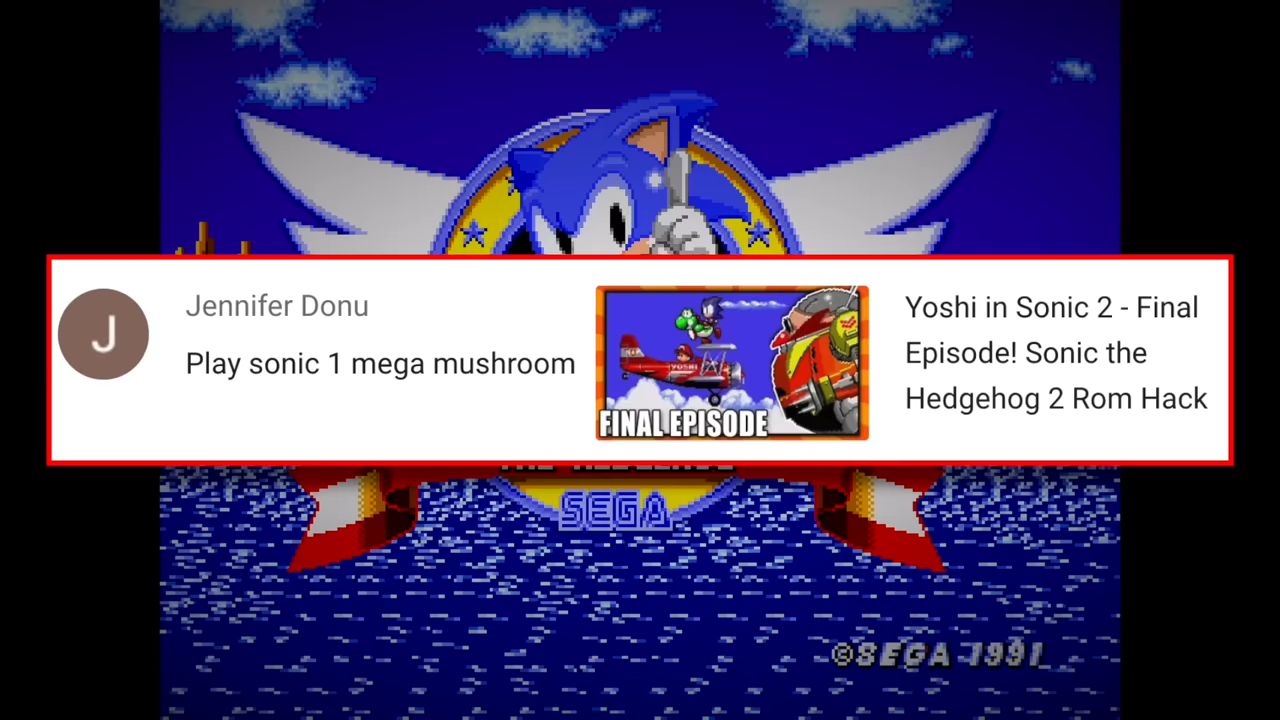 J
Jennifer Donu
Play sonic 1 mega mushroom
YOSHI
FINAL EPISODE
Yoshi in Sonic 2 - Final
Episode! Sonic the
Hedgehog 2 Rom Hack
SEGA
©SEGA 1991